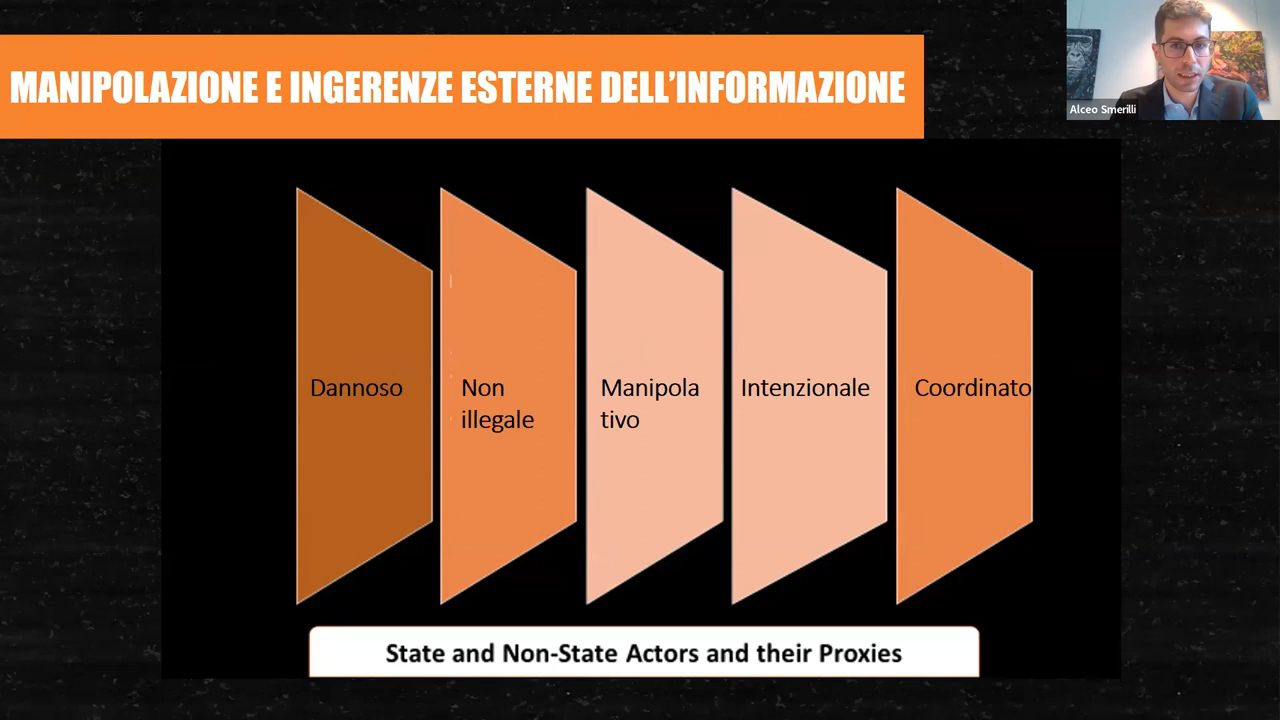 MANIPOLAZIONE E INGERENZE ESTERNE DELL'INFORMAZIONE
Alceo Smerilli
Dannoso
Non
illegale
Manipola
tivo
Intenzionale
Coordinato
State and Non-State Actors and their Proxies